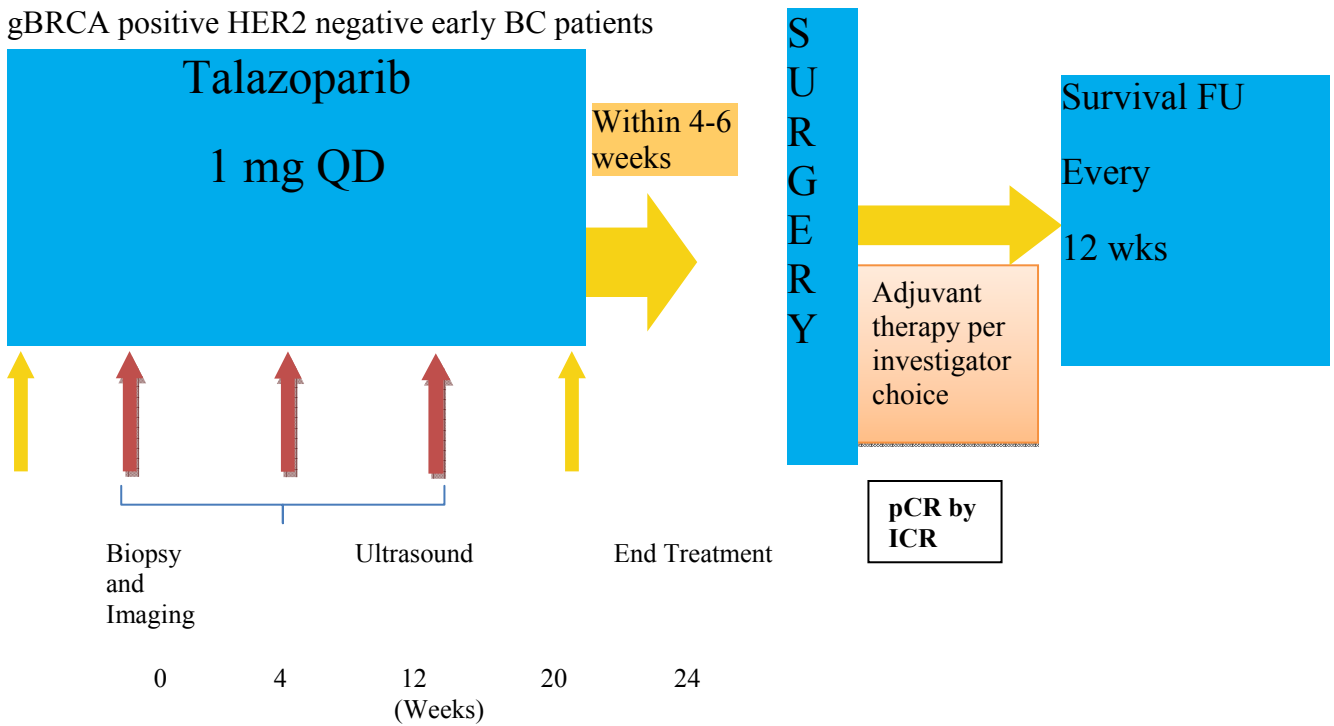 gBRCA positive HER2 negative early BC patients
Talazoparib
1 mg QD
Within 4-6
weeks
S
U
R
G
E
R
Y
Survival FU
Every
12 wks
Adjuvant
therapy per
investigator
choice
pCR by
ICR
Biopsy
and
Imaging
Ultrasound
End Treatment
0 4 12 20 24
(Weeks)